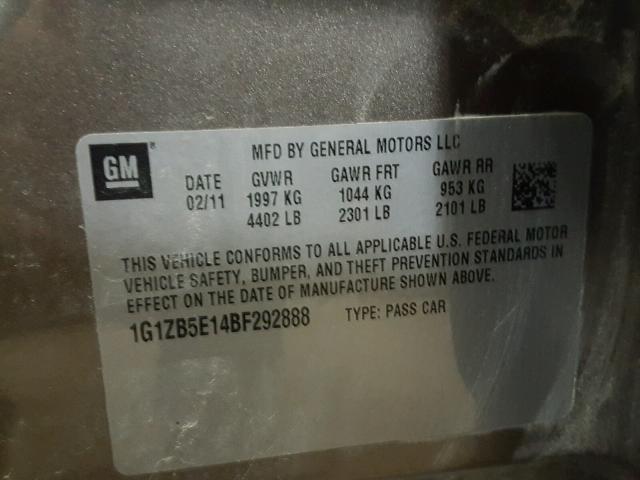 GM ® MFD BY GENERAL MOTORS LLC
DATE GVWR GAWR FRT GAWR RR
02/11 1997 KG 1044 KG 953 KG
4402 LB 2301 LB 2101 LB
THIS VEHICLE CONFORMS TO ALL APPLICABLE U.S. FEDERAL MOTOR
VEHICLE SAFETY, BUMPER, AND THEFT PREVENTION STANDARDS IN
EFFECT ON THE DATE OF MANUFACTURE SHOWN ABOVE.
1G1ZB5E14BF292888 TYPE: PASS CAR